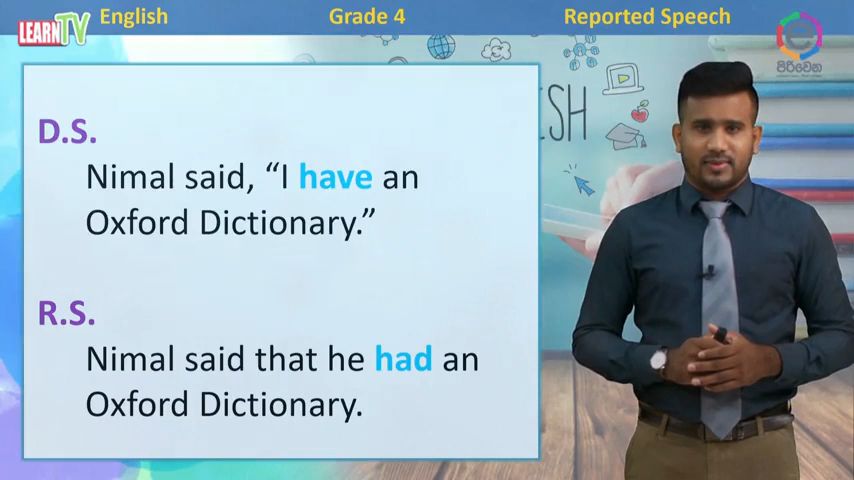 English
Grade 4
Reported Speech
LEARN TV
පිරිවෙන
ISH
D.S.
Nimal said, “I have an
Oxford Dictionary.”
R.S.
Nimal said that he had an
Oxford Dictionary.